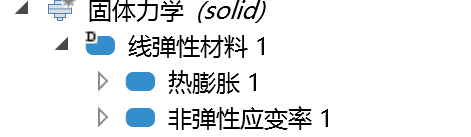 固体力学 (solid)
D 线弹性材料 1
热膨胀 1
非弹性应变率 1